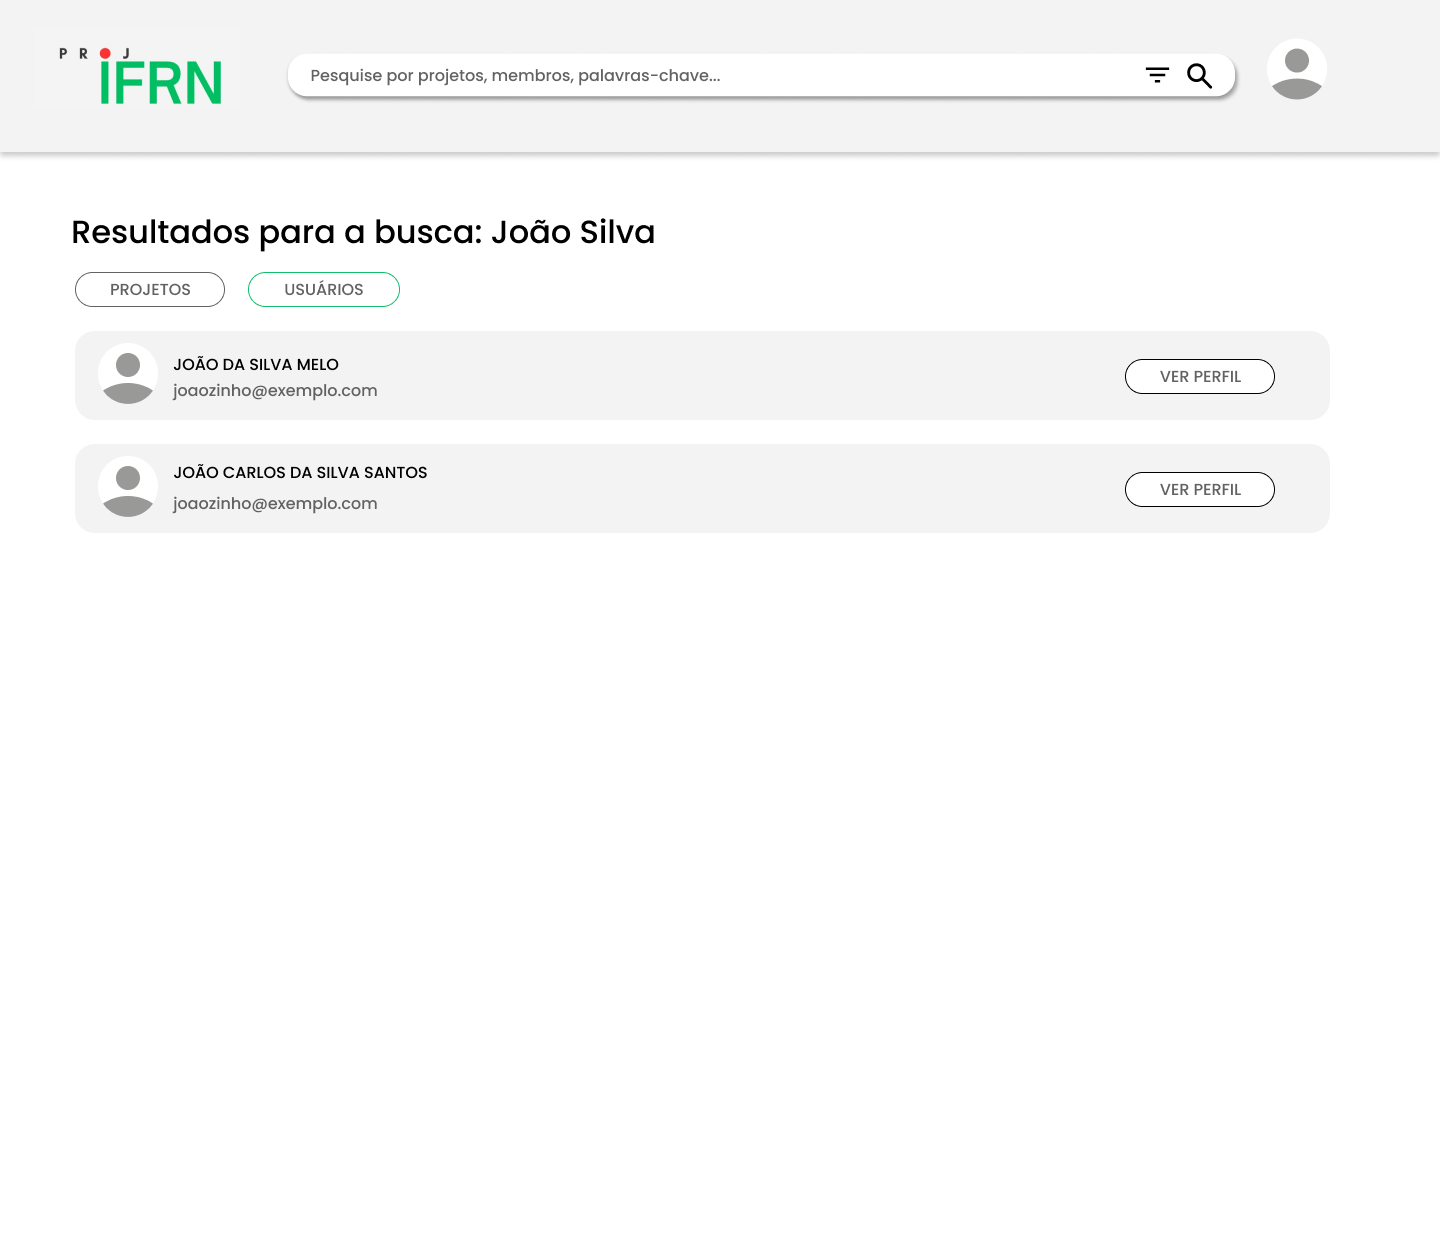 PROJ
IFRN
Pesquise por projetos, membros, palavras-chave...
Resultados para a busca: João Silva
PROJETOS
USUÁRIOS
JOÃO DA SILVA MELO
joaozinho@exemplo.com
VER PERFIL
JOÃO CARLOS DA SILVA SANTOS
joaozinho@exemplo.com
VER PERFIL